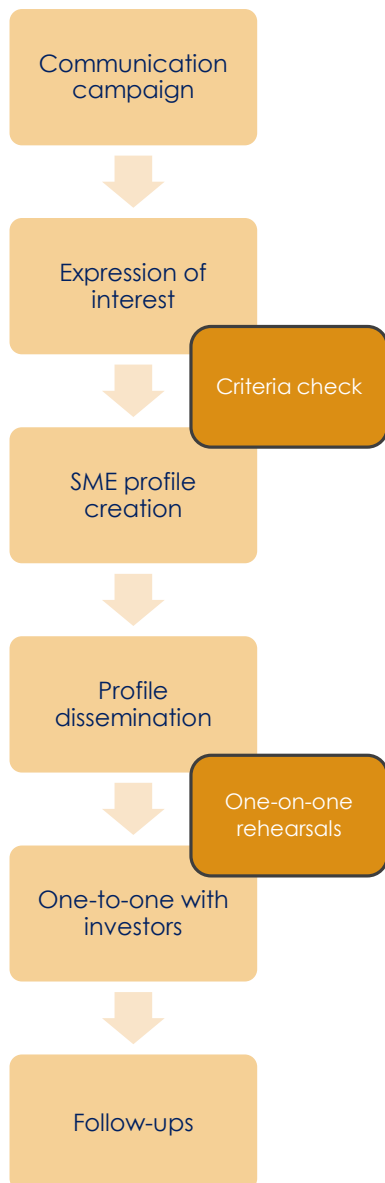 Communication
campaign
Expression of
interest
Criteria check
SME profile
creation
Profile
dissemination
One-on-one
rehearsals
One-to-one with
investors
Follow-ups